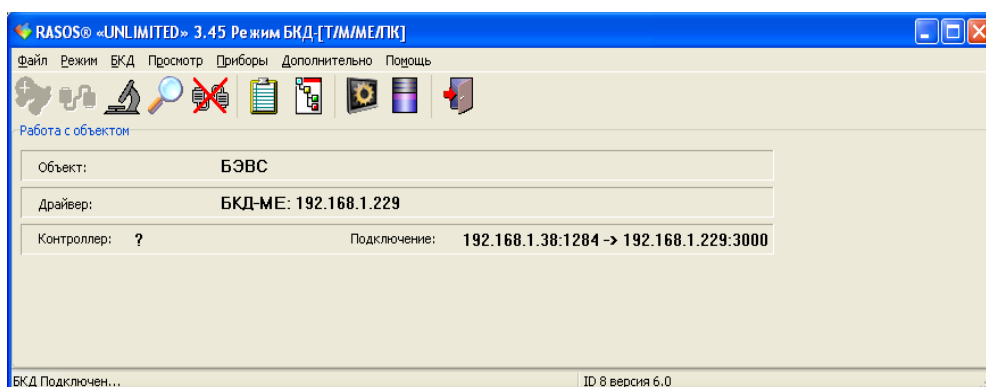 RASOS® «UNLIMITED» 3.45 Режим БКД-[Т/М/МЕ/ПК]
Файл Режим БКД Просмотр Приборы Дополнительно Помощь
Работа с объектом
Объект: БЭВС
Драйвер: БКД-МЕ: 192.168.1.229
Контроллер: ? Подключение: 192.168.1.38:1284 -> 192.168.1.229:3000
БКД Подключен... ID 8 версия 6.0